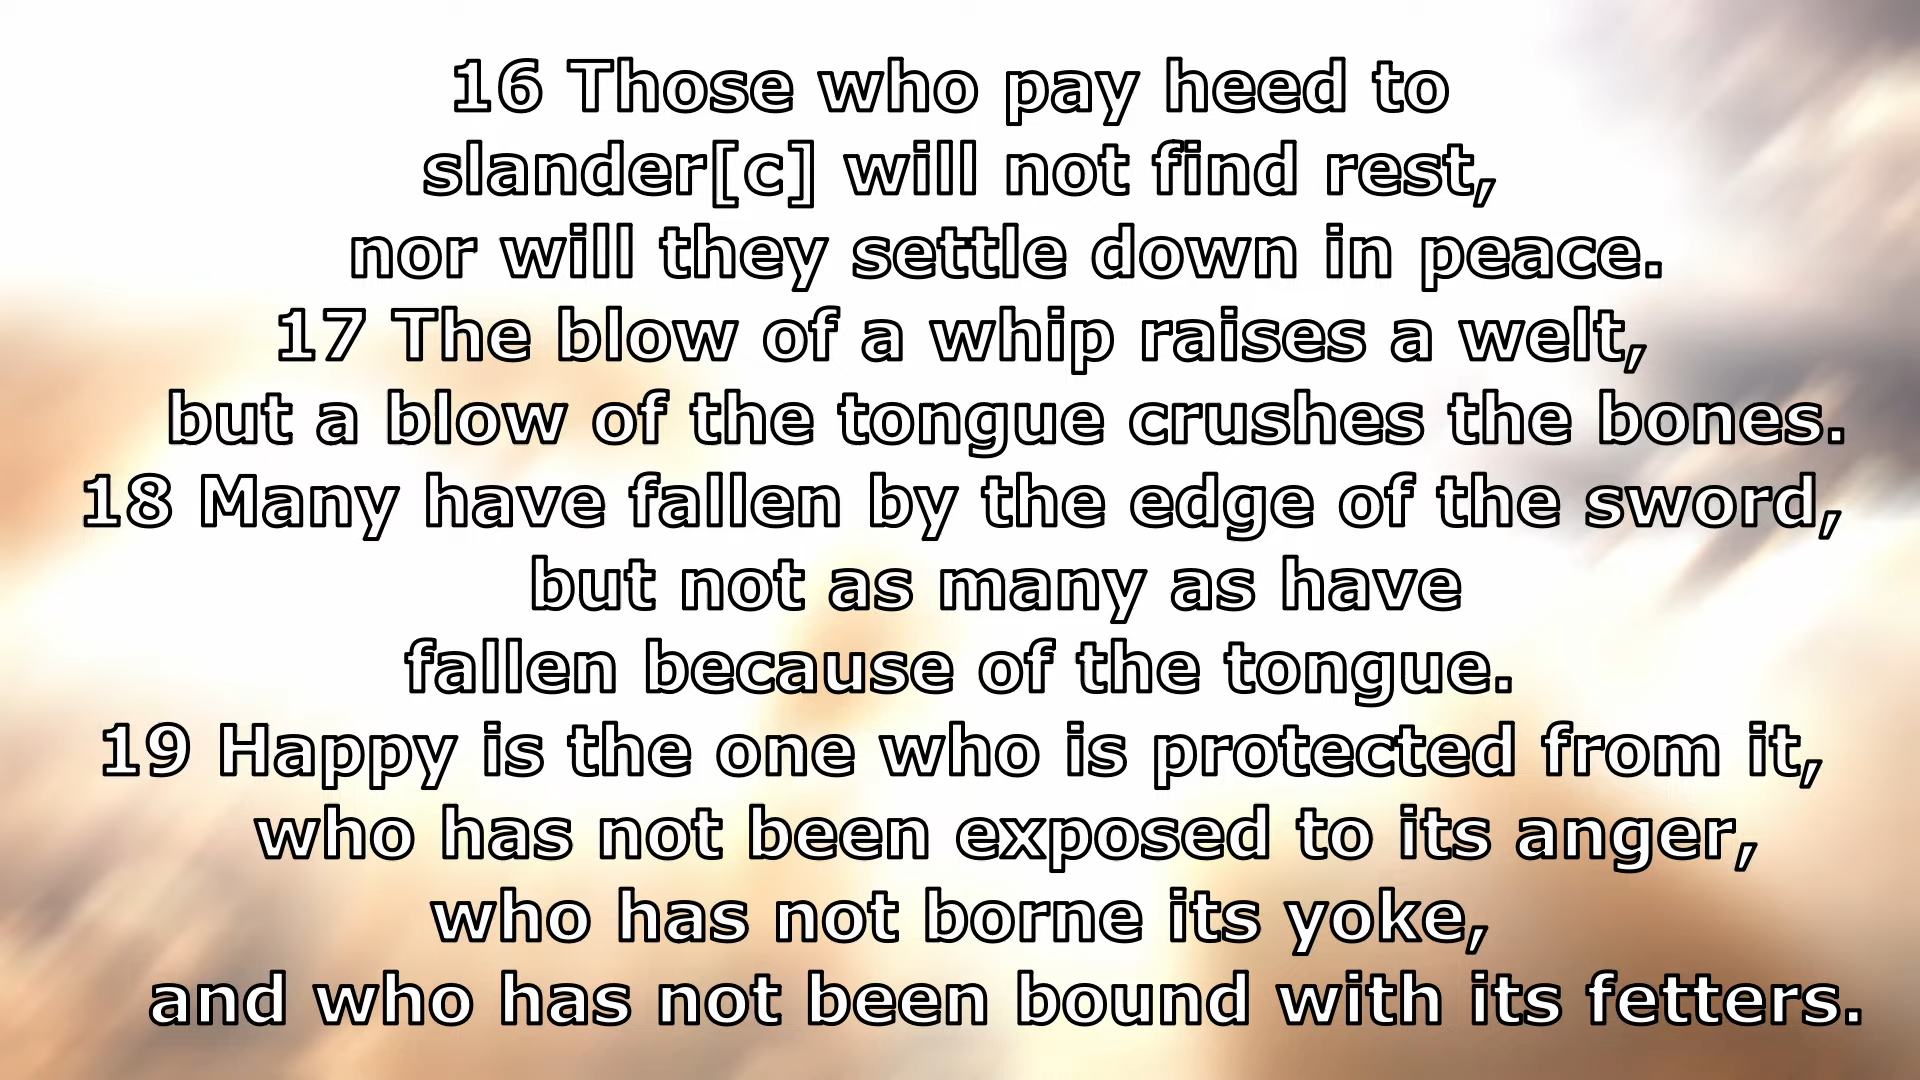 16 Those who pay heed to
slander[c] will not find rest,
nor will they settle down in peace.
17 The blow of a whip raises a welt,
but a blow of the tongue crushes the bones.
18 Many have fallen by the edge of the sword,
but not as many as have
fallen because of the tongue.
19 Happy is the one who is protected from it,
who has not been exposed to its anger,
who has not borne its yoke,
and who has not been bound with its fetters.